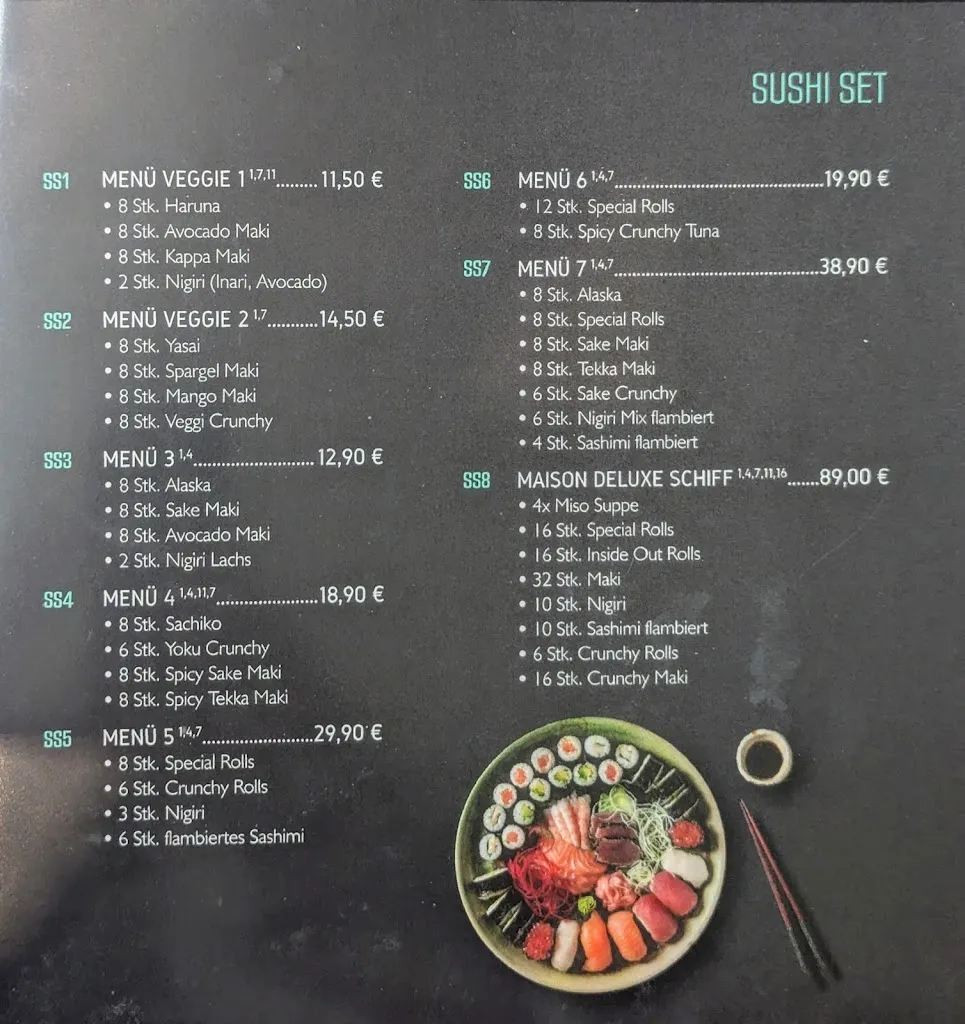 SUSHI SET
SS1 MENÜ VEGGIE 1 1,7,11......... 11,50 €
• 8 Stk. Haruna
• 8 Stk. Avocado Maki
• 8 Stk. Kappa Maki
• 2 Stk. Nigiri (Inari, Avocado)
SS2 MENÜ VEGGIE 2 1,7...........14,50 €
• 8 Stk. Yasai
• 8 Stk. Spargel Maki
• 8 Stk. Mango Maki
• 8 Stk. Veggi Crunchy
SS3 MENÜ 3 1,4......................... 12,90 €
• 8 Stk. Alaska
• 8 Stk. Sake Maki
• 8 Stk. Avocado Maki
• 2 Stk. Nigiri Lachs
SS4 MENÜ 4 1,4,11,7.....................18,90 €
• 8 Stk. Sachiko
• 6 Stk. Yoku Crunchy
• 8 Stk. Spicy Sake Maki
• 8 Stk. Spicy Tekka Maki
SS5 MENÜ 5 1,4,7.......................29,90 €
• 8 Stk. Special Rolls
• 6 Stk. Crunchy Rolls
• 3 Stk. Nigiri
• 6 Stk. flambiertes Sashimi
SS6 MENÜ 6 1,4,7...........................................19,90 €
• 12 Stk. Special Rolls
• 8 Stk. Spicy Crunchy Tuna
SS7 MENÜ 7 1,4,7..........................................38,90 €
• 8 Stk. Alaska
• 8 Stk. Special Rolls
• 8 Stk. Sake Maki
• 8 Stk. Tekka Maki
• 6 Stk. Sake Crunchy
• 6 Stk. Nigiri Mix flambiert
• 4 Stk. Sashimi flambiert
SS8 MAISON DELUXE SCHIFF 1,4,7,11,16......89,00 €
• 4x Miso Suppe
• 16 Stk. Special Rolls
• 16 Stk. Inside Out Rolls
• 32 Stk. Maki
• 10 Stk. Nigiri
• 10 Stk. Sashimi flambiert
• 6 Stk. Crunchy Rolls
• 16 Stk. Crunchy Maki